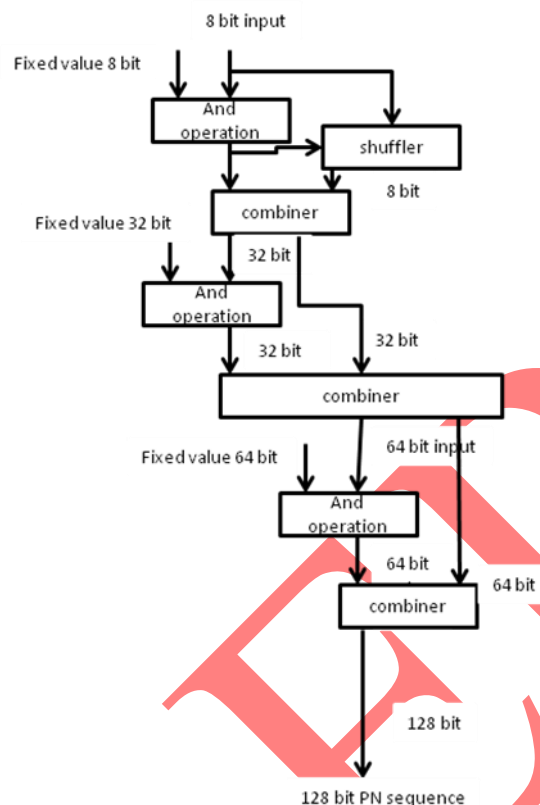 8 bit input
Fixed value 8 bit
And
operation
shuffler
8 bit
combiner
Fixed value 32 bit
32 bit
And
operation
32 bit
32 bit
combiner
64 bit input
Fixed value 64 bit
And
operation
64 bit
64 bit
combiner
128 bit
128 bit PN sequence